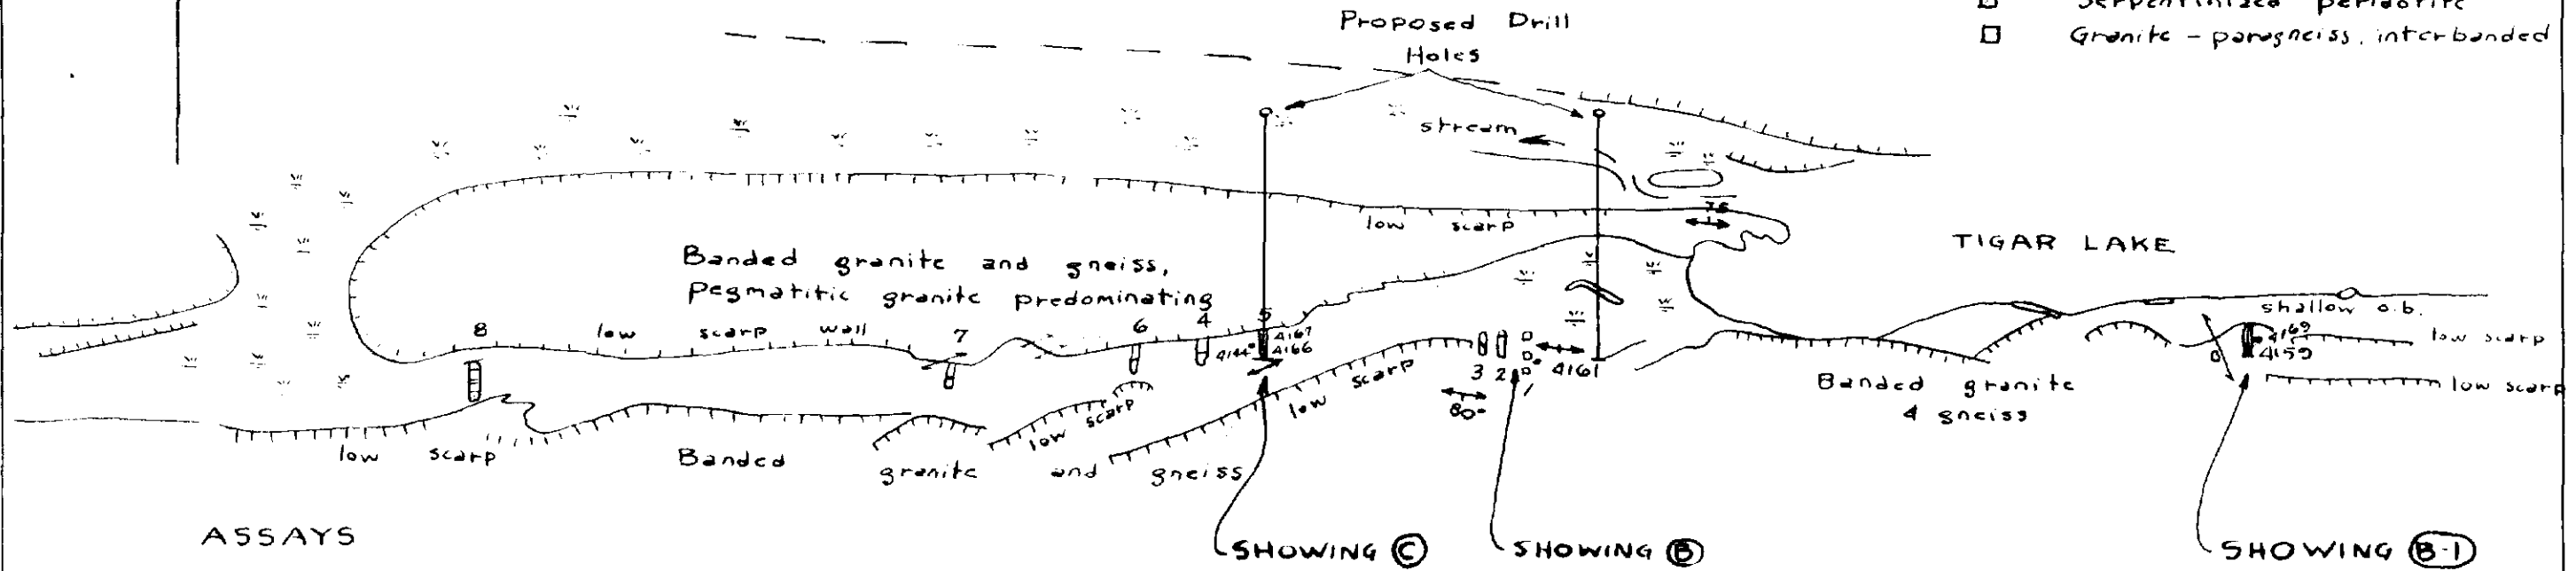 Serpentinized peridotite
Granite - paragneiss, interbanded
Proposed Drill
Holes
stream
low scarp
75
TIGAR LAKE
Banded granite and gneiss,
Pegmatitic granite predominating
8 low scarp wall 7 6 4 5
4167
4166
4144
shallow o.b.
4169
4159
low scarp
low scarp
3 2
4161
80°
low scarp
low scarp
Banded granite
& gneiss
low scarp
Banded granite and gneiss
ASSAYS
SHOWING C
SHOWING B
SHOWING B-1